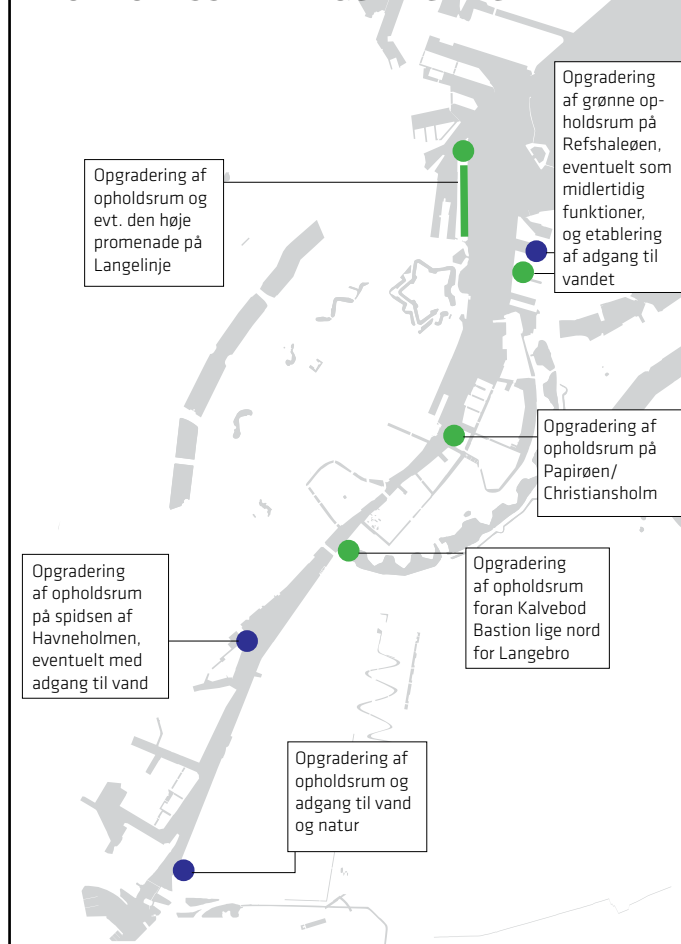 Opgradering
af grønne op-
holdsrum på
Refshaleøen,
eventuelt som
midlertidig
funktioner,
og etablering
af adgang til
vandet
Opgradering af
opholdsrum og
evt. den høje
promenade på
Langelinje
Opgradering af
opholdsrum på
Papirøen/
Christiansholm
Opgradering
af opholdsrum
foran Kalvebod
Bastion lige nord
for Langebro
Opgradering
af opholdsrum
på spidsen af
Havneholmen,
eventuelt med
adgang til vand
Opgradering af
opholdsrum og
adgang til vand
og natur